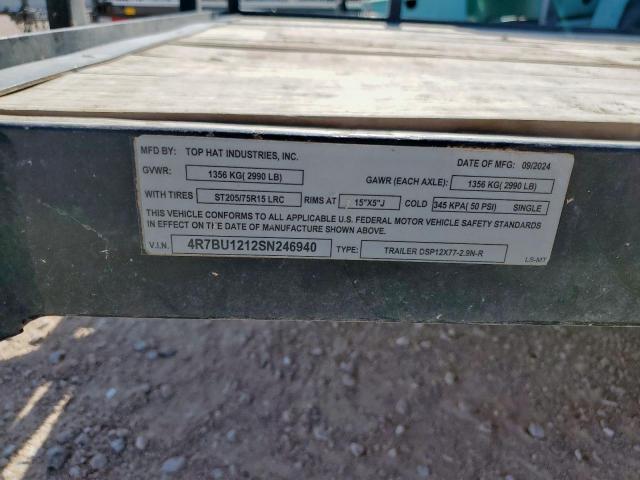 MFD BY: TOP HAT INDUSTRIES, INC. DATE OF MFG: 09/2024
GVWR: 1356 KG( 2990 LB) GAWR (EACH AXLE): 1356 KG( 2990 LB)
WITH TIRES ST205/75R15 LRC RIMS AT 15"X5"J COLD 345 KPA( 50 PSI) SINGLE
THIS VEHICLE CONFORMS TO ALL APPLICABLE U.S. FEDERAL MOTOR VEHICLE SAFETY STANDARDS
IN EFFECT ON THE DATE OF MANUFACTURE SHOWN ABOVE.
V.I.N. 4R7BU1212SN246940 TYPE: TRAILER DSP12X77-2.9N-R
LS-MT